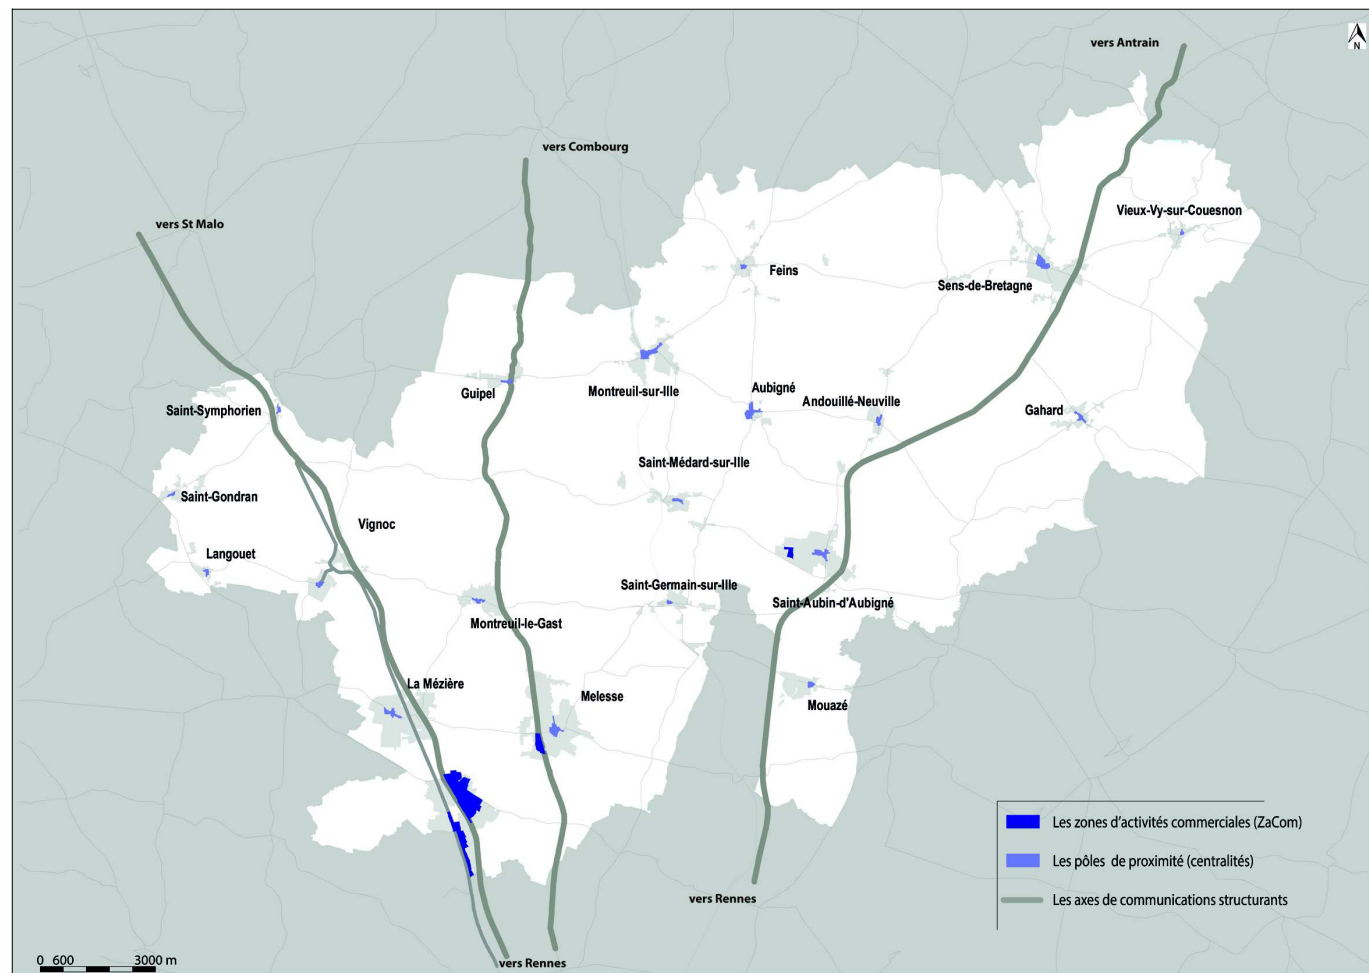 vers Antrain
N
vers Combourg
vers St Malo
Vieux-Vy-sur-Couesnon
Feins
Sens-de-Bretagne
Guipel
Montreuil-sur-Ille
Aubigné
Andouillé-Neuville
Gahard
Saint-Symphorien
Saint-Médard-sur-Ille
Saint-Gondran
Vignoc
Langouet
Saint-Germain-sur-Ille
Saint-Aubin-d'Aubigné
Montreuil-le-Gast
La Mézière
Melesse
Mouazé
Les zones d'activités commerciales (ZaCom)
Les pôles de proximité (centralités)
Les axes de communications structurants
vers Rennes
vers Rennes
0 600 3000 m